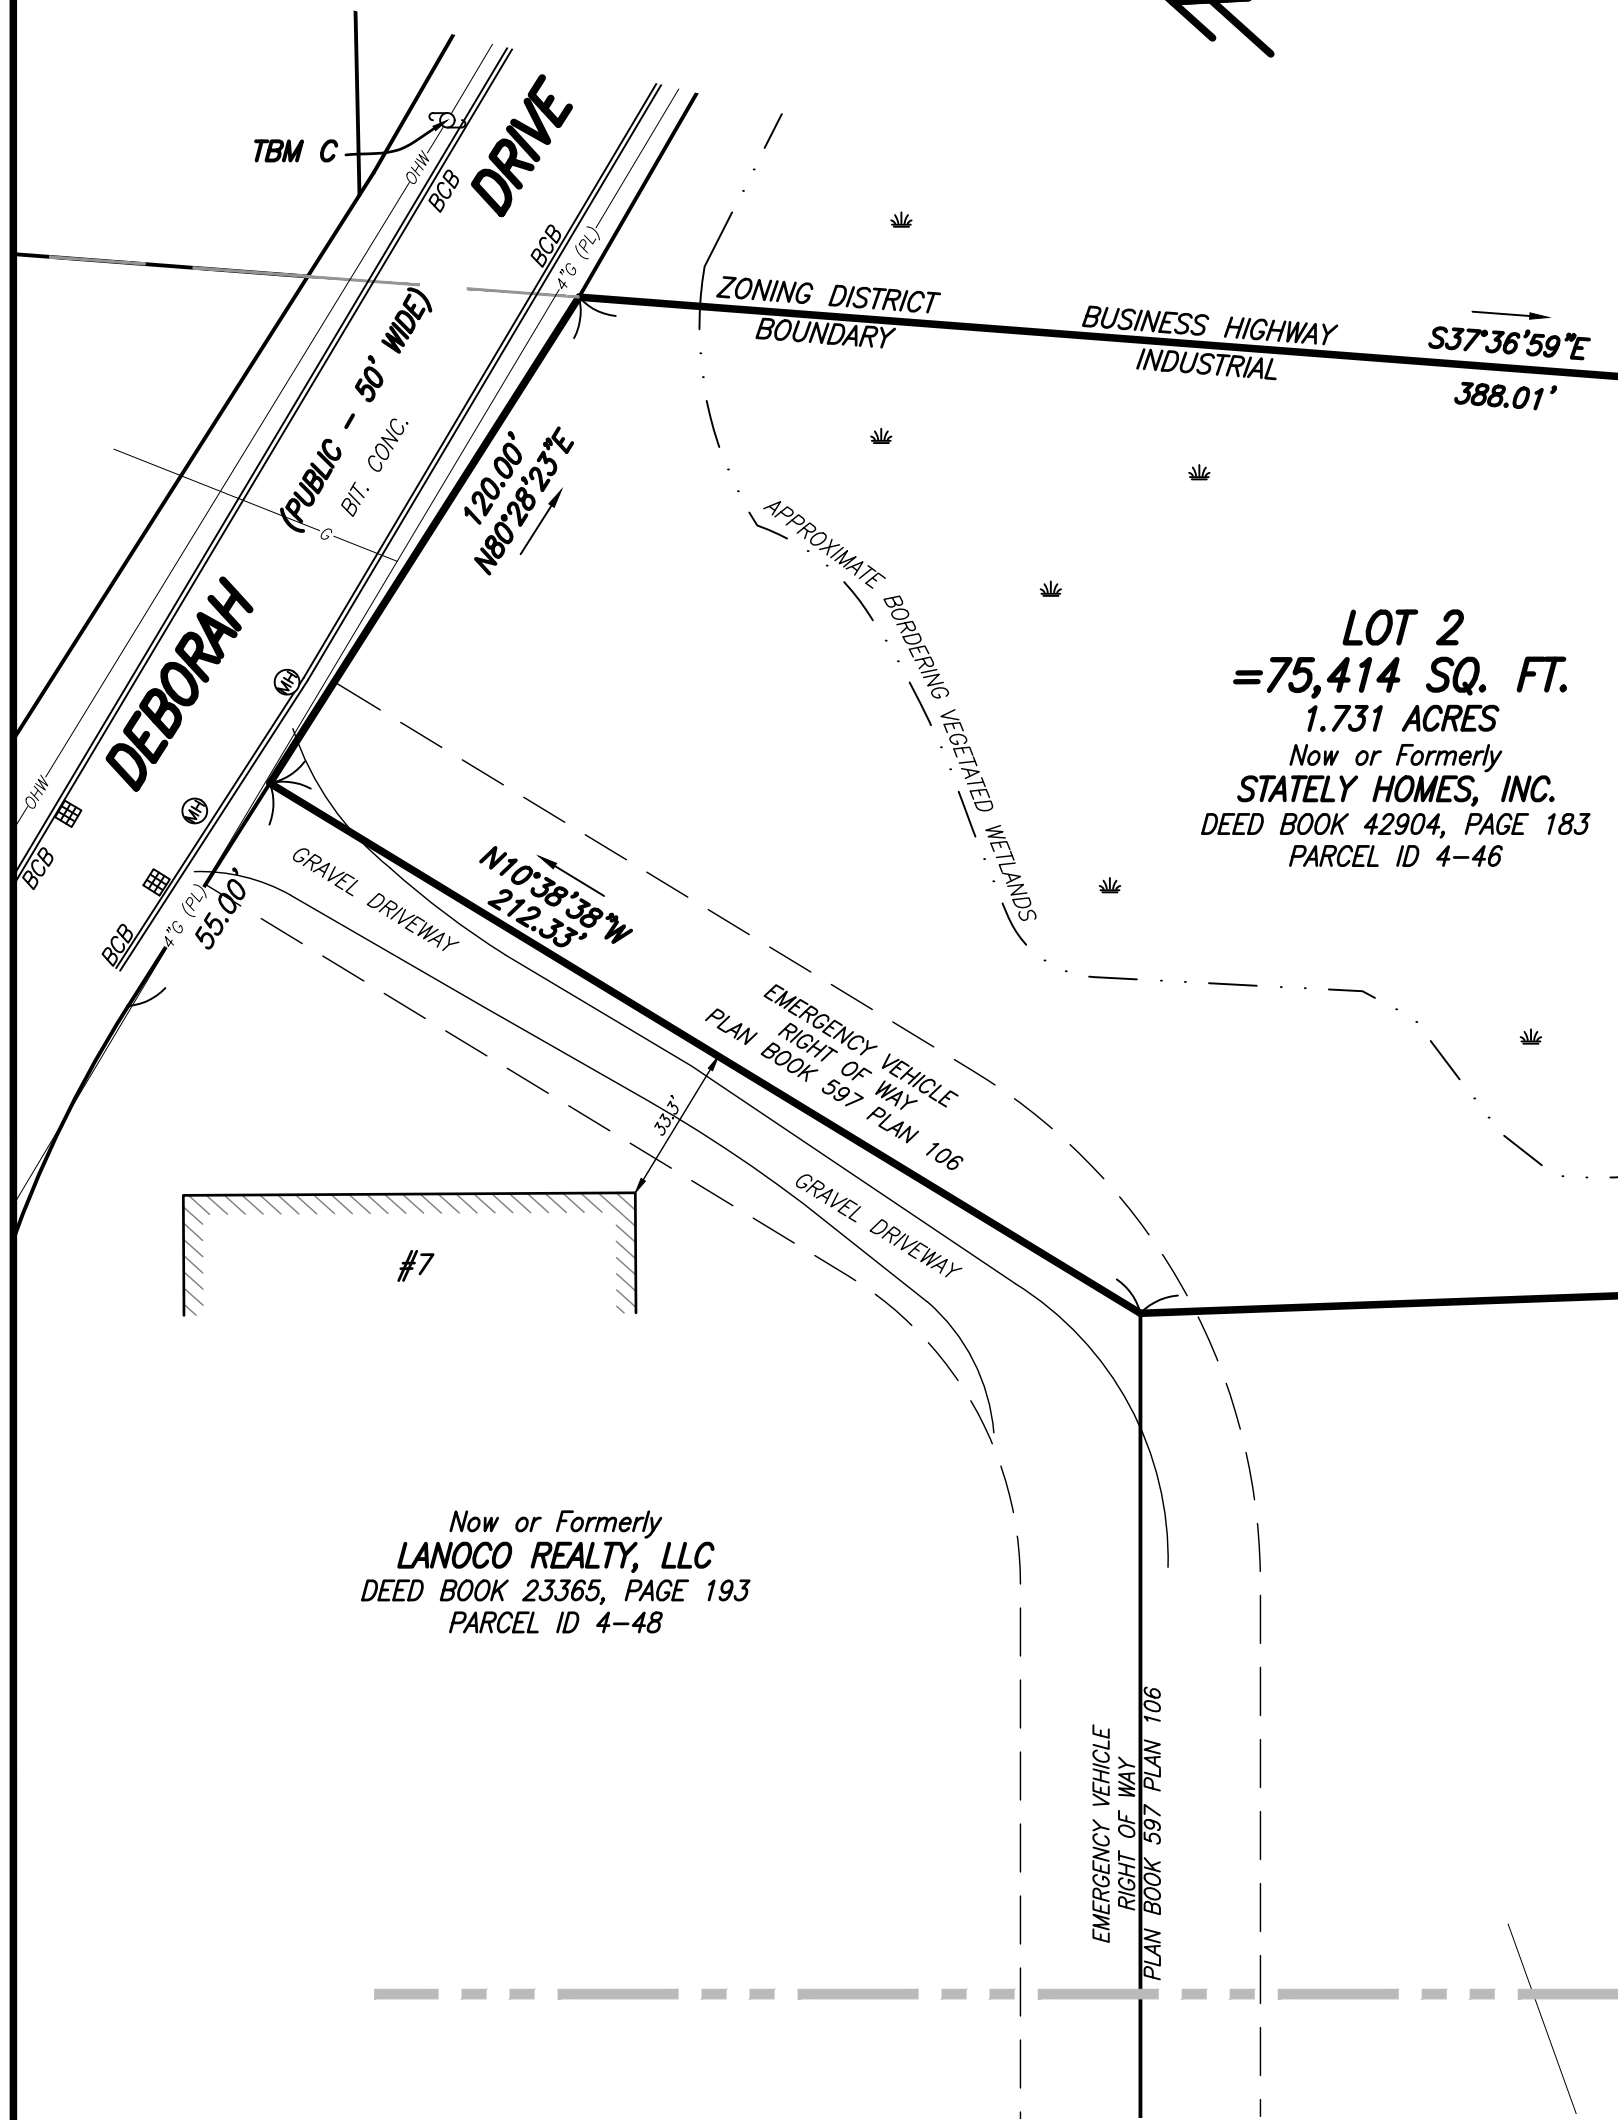 TBM C
OHW
BCB
DRIVE
BCB
4"G (PL)
ZONING DISTRICT
BOUNDARY
BUSINESS HIGHWAY
INDUSTRIAL
S37°36'59"E
388.01'
(PUBLIC - 50' WIDE)
BIT. CONC.
G
120.00'
N80°28'23"E
APPROXIMATE BORDERING VEGETATED WETLANDS
DEBORAH
MH
MH
OHW
BCB
BCB
4"G (PL)
55.00'
LOT 2
=75,414 SQ. FT.
1.731 ACRES
Now or Formerly
STATELY HOMES, INC.
DEED BOOK 42904, PAGE 183
PARCEL ID 4-46
GRAVEL DRIVEWAY
N10°38'38"W
212.33'
EMERGENCY VEHICLE
RIGHT OF WAY
PLAN BOOK 597 PLAN 106
33.3'
GRAVEL DRIVEWAY
#7
Now or Formerly
LANOCO REALTY, LLC
DEED BOOK 23365, PAGE 193
PARCEL ID 4-48
EMERGENCY VEHICLE
RIGHT OF WAY
PLAN BOOK 597 PLAN 106